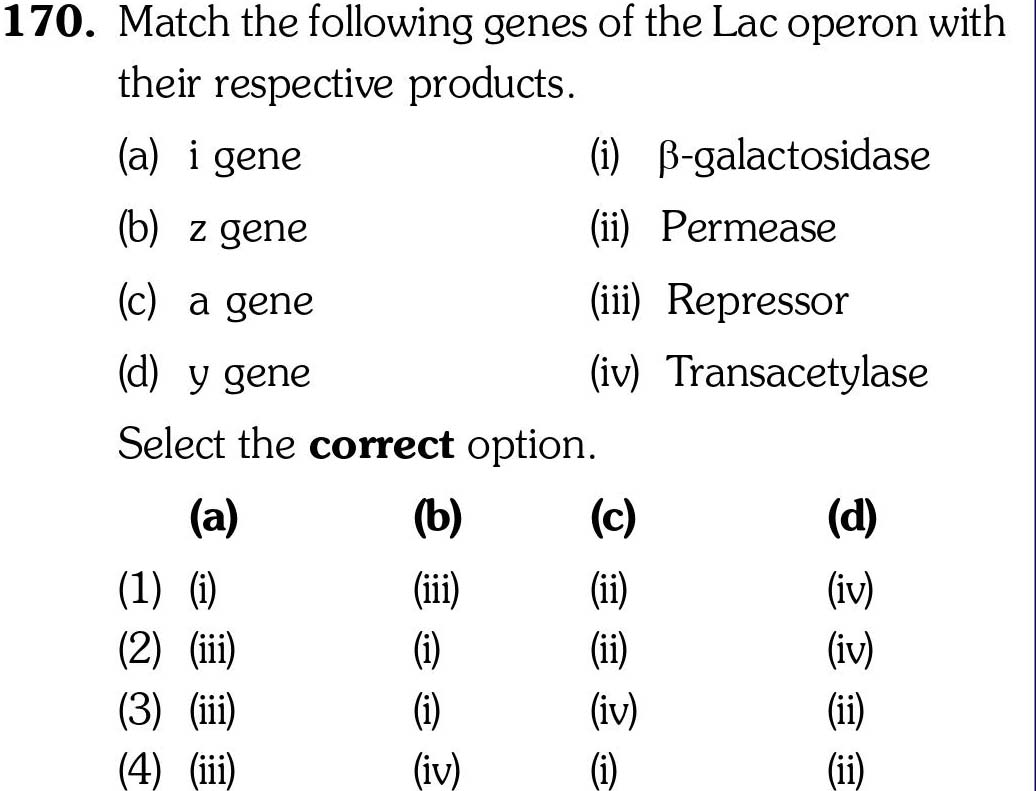 170. Match the following genes of the Lac operon with
their respective products.
(a) i gene (i) β-galactosidase
(b) z gene (ii) Permease
(c) a gene (iii) Repressor
(d) y gene (iv) Transacetylase
Select the correct option.
(a) (b) (c) (d)
(1) (i) (iii) (ii) (iv)
(2) (iii) (i) (ii) (iv)
(3) (iii) (i) (iv) (ii)
(4) (iii) (iv) (i) (ii)